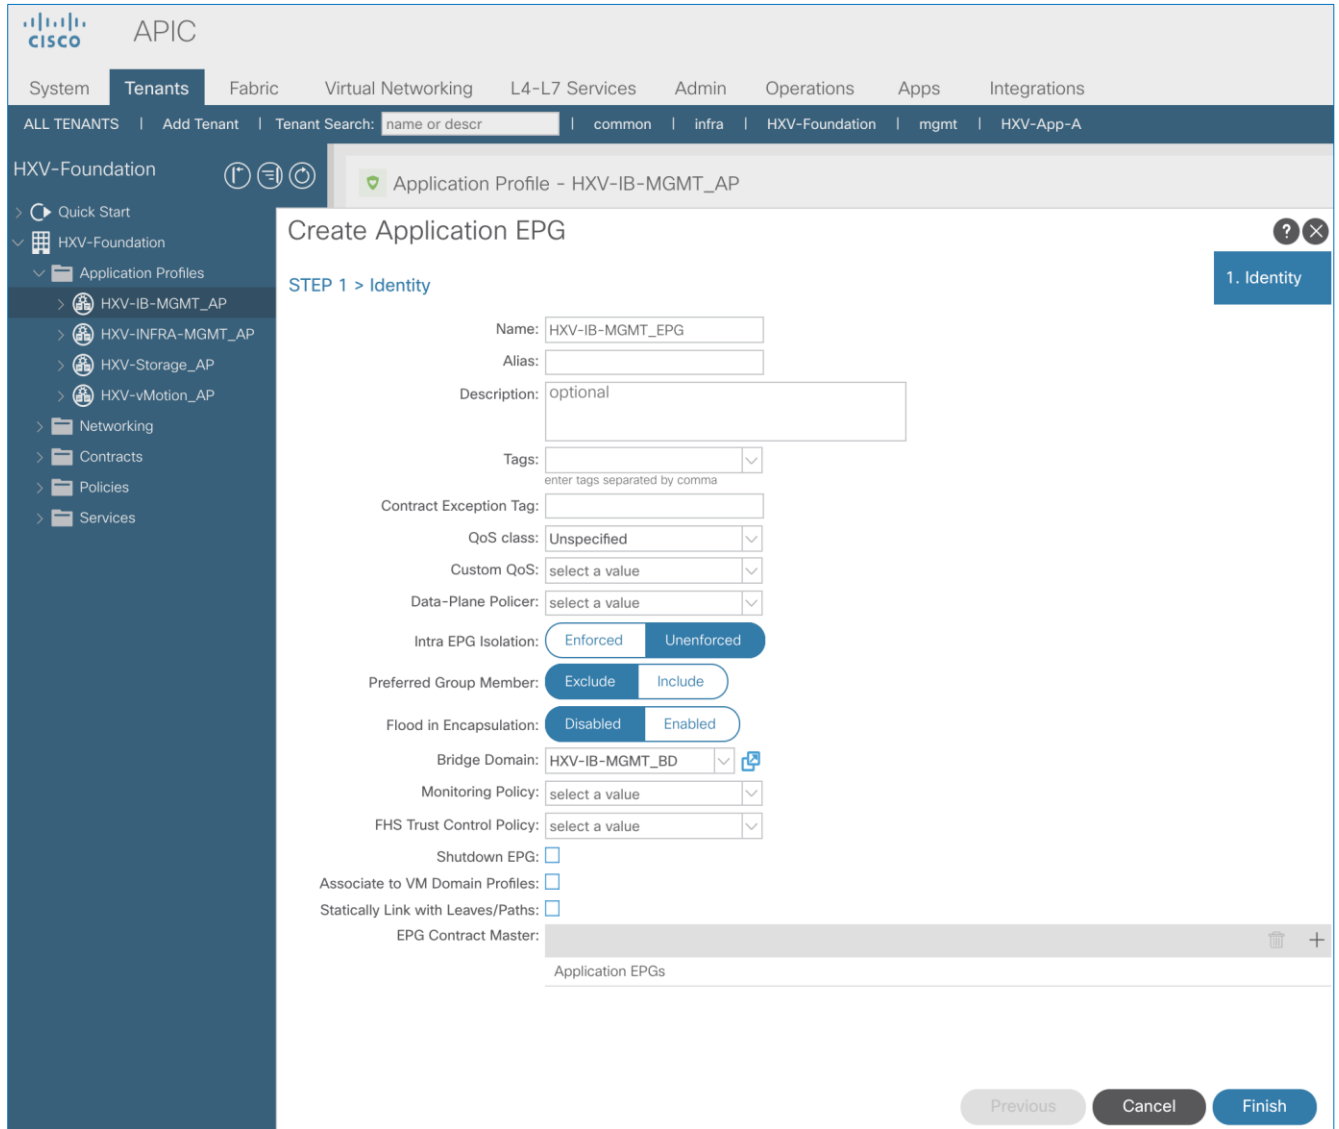 CISCO APIC
System Tenants Fabric Virtual Networking L4-L7 Services Admin Operations Apps Integrations
ALL TENANTS | Add Tenant | Tenant Search: name or descr | common | infra | HXV-Foundation | mgmt | HXV-App-A
HXV-Foundation
Quick Start
HXV-Foundation
Application Profiles
HXV-IB-MGMT_AP
HXV-INFRA-MGMT_AP
HXV-Storage_AP
HXV-vMotion_AP
Networking
Contracts
Policies
Services
Application Profile - HXV-IB-MGMT_AP
Create Application EPG
?
STEP 1 > Identity
1. Identity
Name: HXV-IB-MGMT_EPG
Alias:
Description: optional
Tags:
enter tags separated by comma
Contract Exception Tag:
QoS class: Unspecified
Custom QoS: select a value
Data-Plane Policer: select a value
Intra EPG Isolation: Enforced Unenforced
Preferred Group Member: Exclude Include
Flood in Encapsulation: Disabled Enabled
Bridge Domain: HXV-IB-MGMT_BD
Monitoring Policy: select a value
FHS Trust Control Policy: select a value
Shutdown EPG:
Associate to VM Domain Profiles:
Statically Link with Leaves/Paths:
EPG Contract Master:
Application EPGs
Previous Cancel Finish